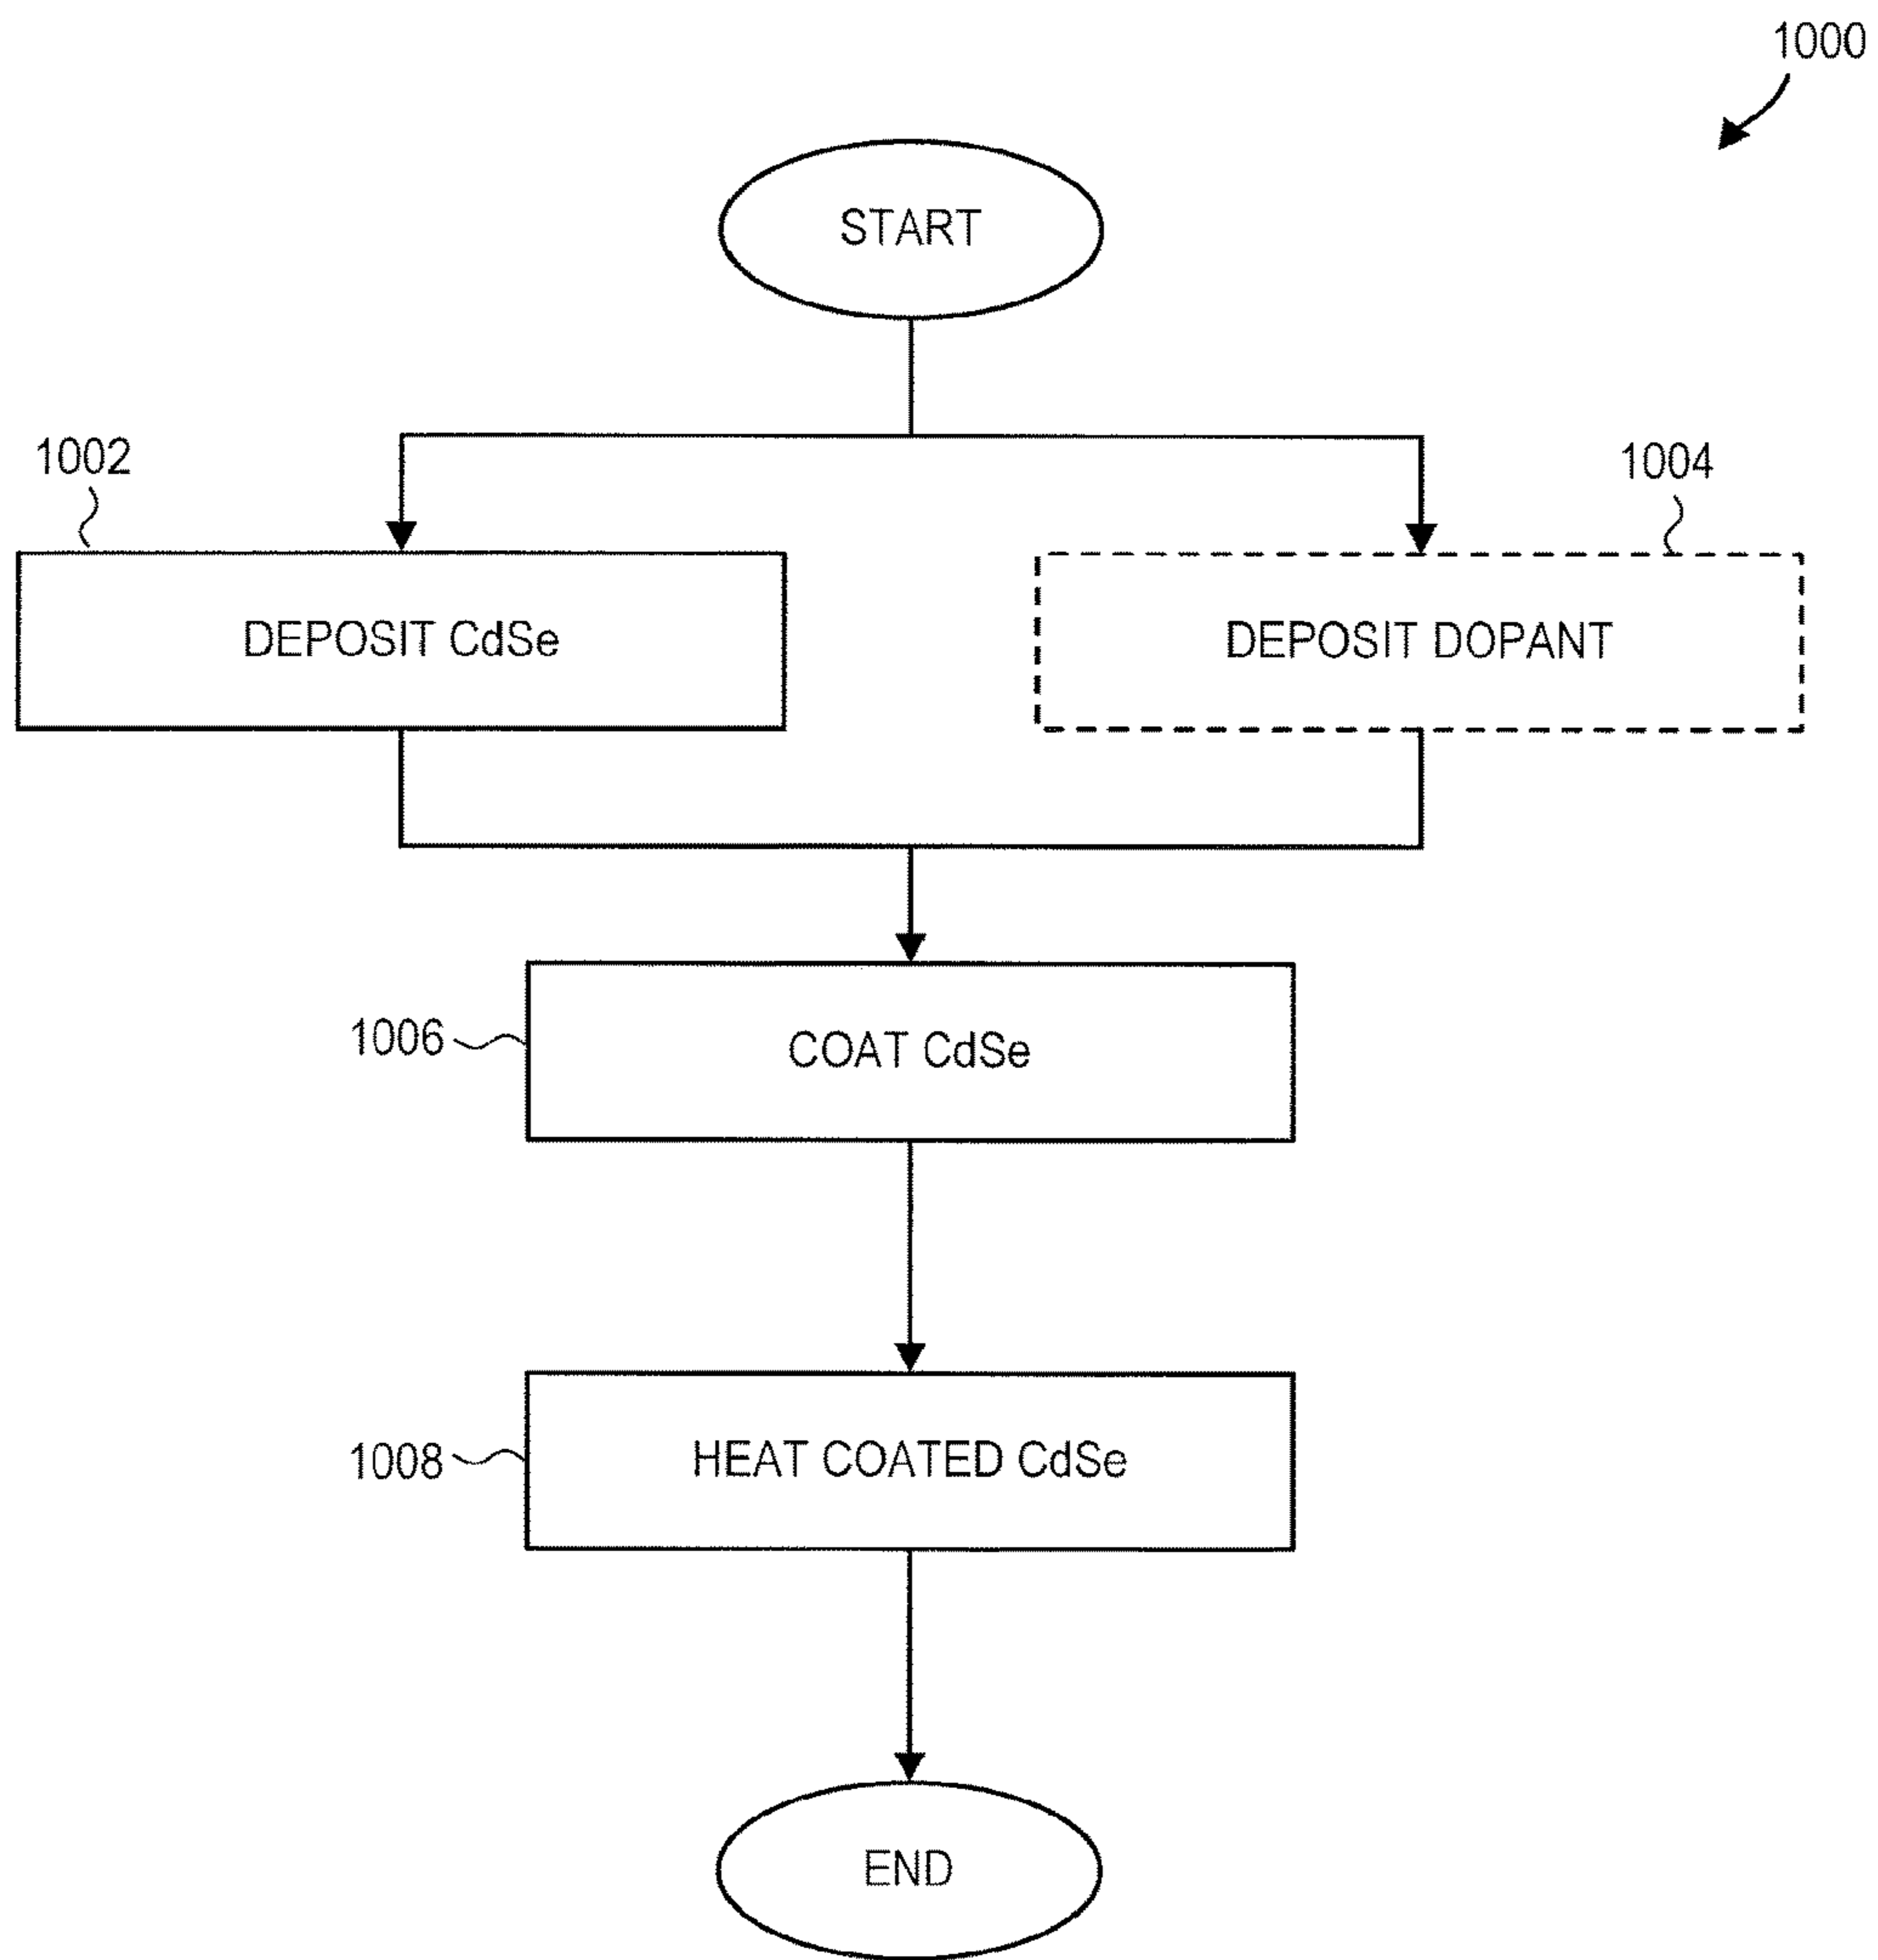 1000
START
1002
1004
DEPOSIT CdSe
DEPOSIT DOPANT
1006
COAT CdSe
1008
HEAT COATED CdSe
END